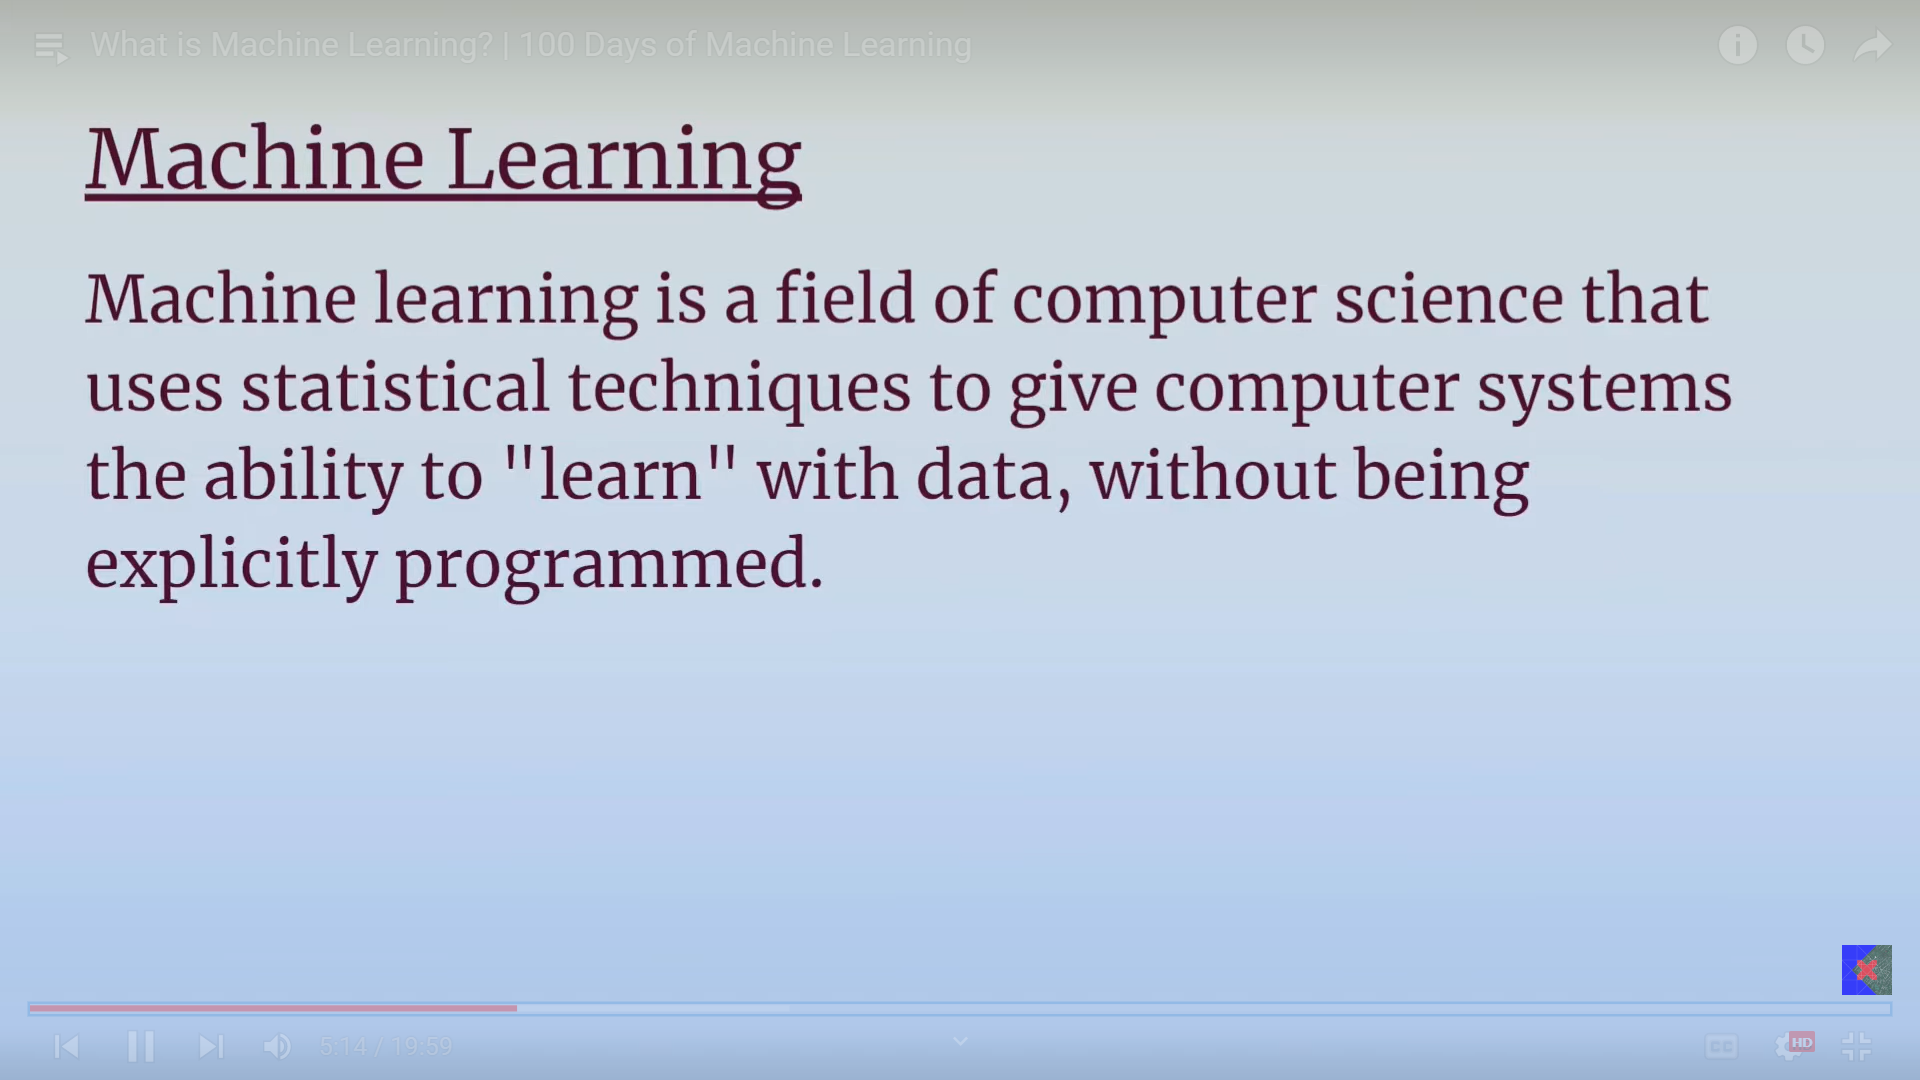 What is Machine Learning? | 100 Days of Machine Learning
Machine Learning
Machine learning is a field of computer science that
uses statistical techniques to give computer systems
the ability to "learn" with data, without being
explicitly programmed.
5:14 / 19:59
CC
HD